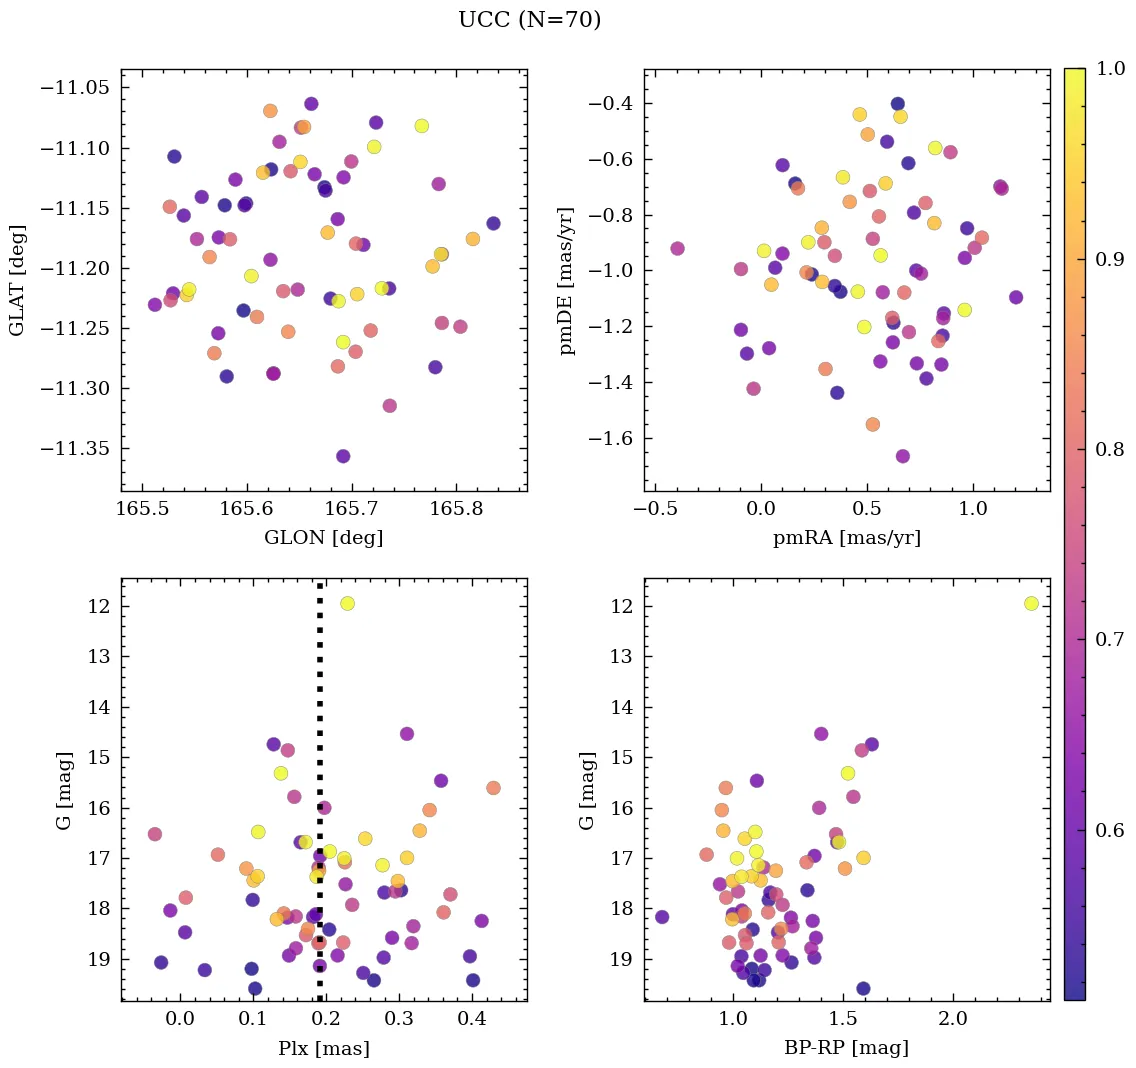 UCC (N=70)
−11.05
−11.10
−11.15
−11.20
−11.25
−11.30
−11.35
GLAT [deg]
165.5 165.6 165.7 165.8
GLON [deg]
−0.4
−0.6
−0.8
−1.0
−1.2
−1.4
−1.6
pmDE [mas/yr]
−0.5 0.0 0.5 1.0
pmRA [mas/yr]
1.0
0.9
0.8
0.7
0.6
12
13
14
15
16
17
18
19
G [mag]
0.0 0.1 0.2 0.3 0.4
Plx [mas]
12
13
14
15
16
17
18
19
G [mag]
1.0 1.5 2.0
BP-RP [mag]